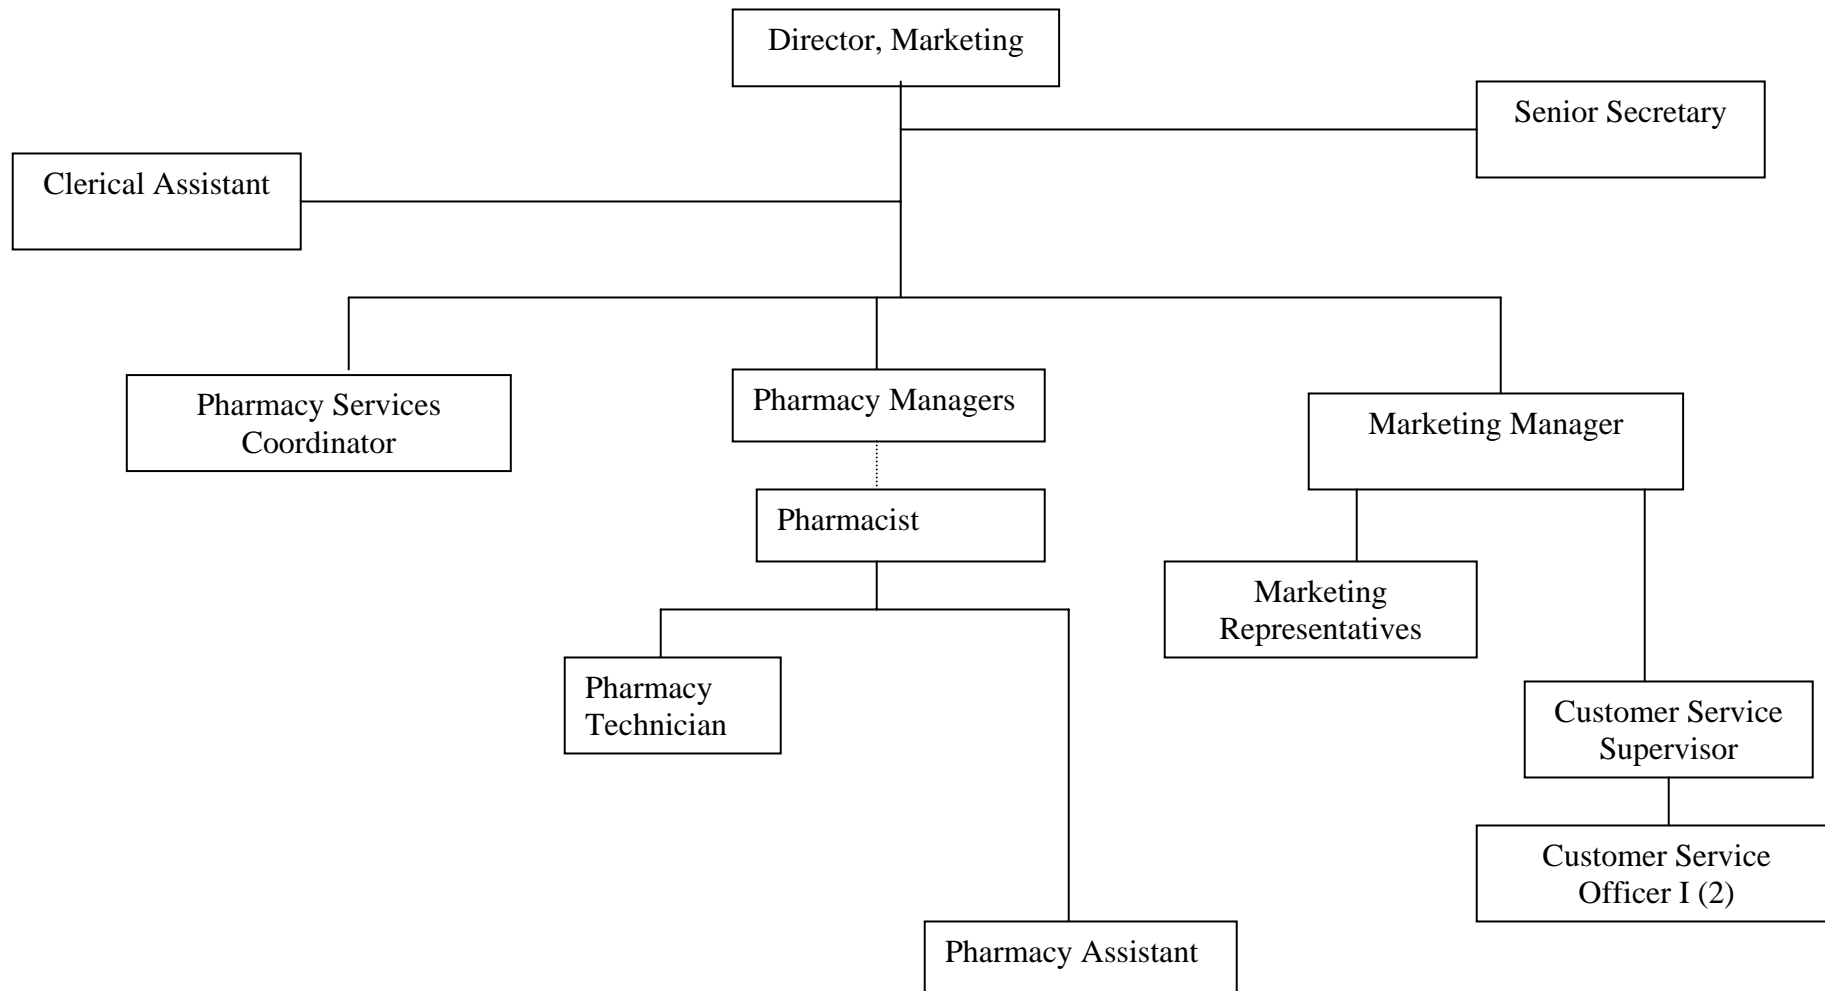 Director, Marketing
Senior Secretary
Clerical Assistant
Pharmacy Services
Coordinator
Pharmacy Managers
Marketing Manager
Pharmacist
Marketing
Representatives
Pharmacy
Technician
Customer Service
Supervisor
Customer Service
Officer I (2)
Pharmacy Assistant